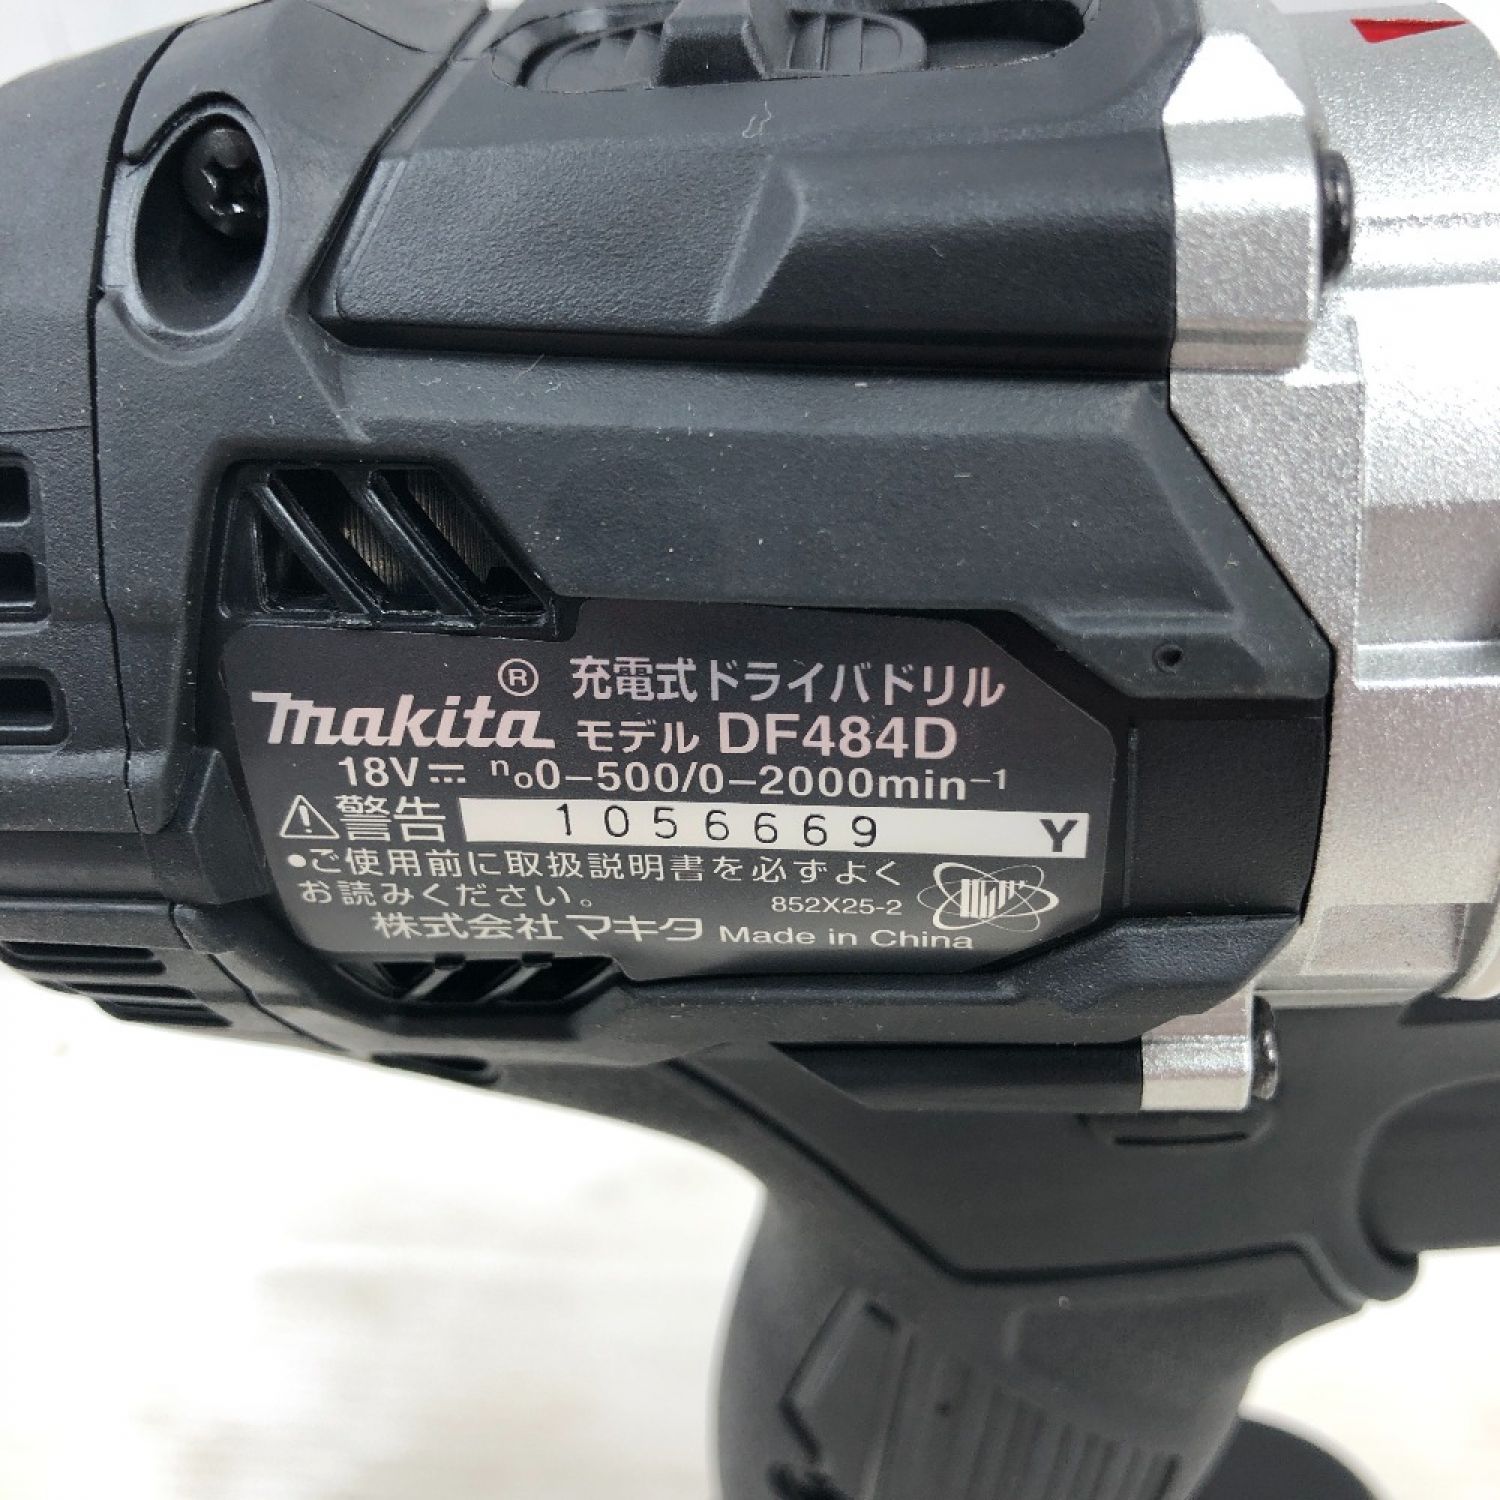 makita® 充電式ドライバドリル
モデル DF484D
18V⎓ n₀0-500/0-2000min⁻¹
⚠警告 1056669 Y
●ご使用前に取扱説明書を必ずよく
お読みください。 852X25-2
株式会社マキタ Made in China